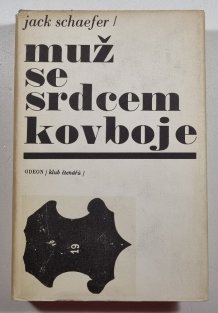 jack schaefer /
muž
se
srdcem
kovboje
ODEON / klub čtenářů /
19